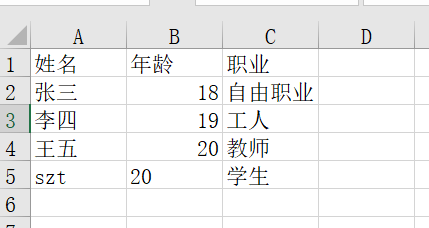 A B C D
1 姓名 年龄 职业
2 张三 18 自由职业
3 李四 19 工人
4 王五 20 教师
5 szt 20 学生
6